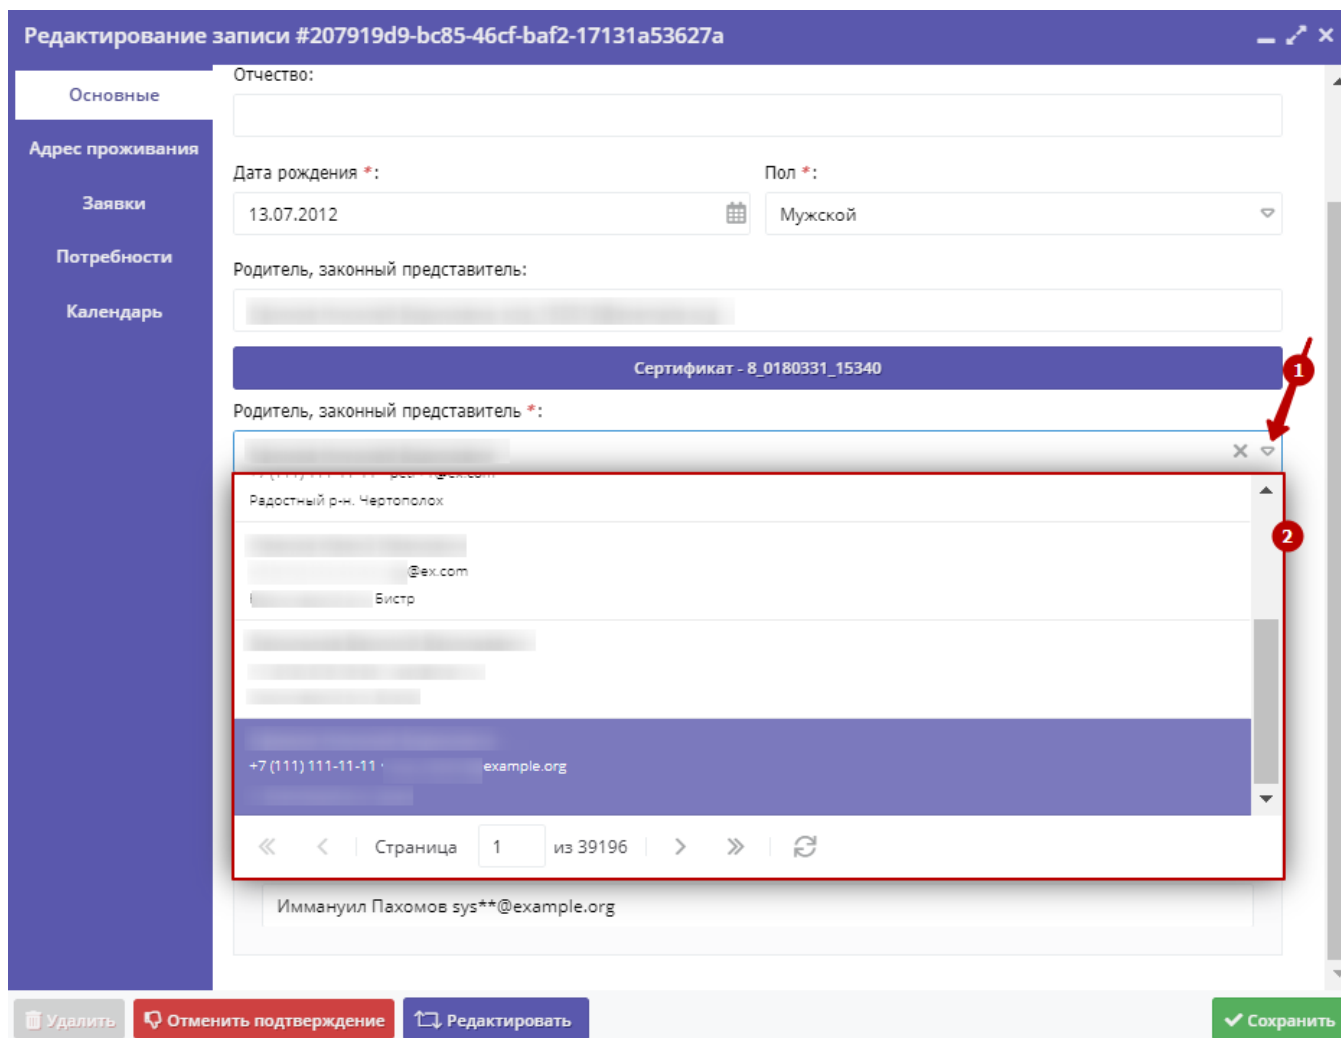 Редактирование записи #207919d9-bc85-46cf-baf2-17131a53627a
Основные
Адрес проживания
Заявки
Потребности
Календарь
Отчество:
Дата рождения *:
Пол *:
13.07.2012
Мужской
Родитель, законный представитель:
Сертификат - 8_0180331_15340
1
Родитель, законный представитель *:
Радостный р-н. Чертополох
2
@ex.com
Бистр
+7 (111) 111-11-11
example.org
Страница 1 из 39196
Иммануил Пахомов sys**@example.org
Удалить
Отменить подтверждение
Редактировать
Сохранить